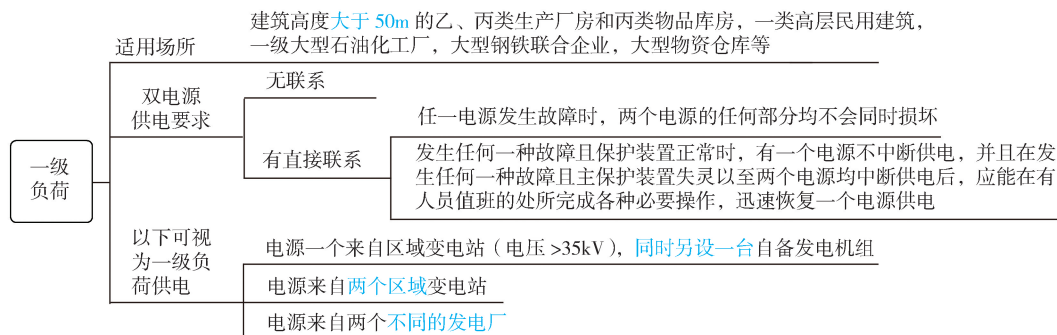 建筑高度大于 50m 的乙、丙类生产厂房和丙类物品库房，一类高层民用建筑，
一级大型石油化工厂，大型钢铁联合企业，大型物资仓库等
适用场所
无联系
双电源
供电要求
任一电源发生故障时，两个电源的任何部分均不会同时损坏
有直接联系
发生任何一种故障且保护装置正常时，有一个电源不中断供电，并且在发
生任何一种故障且主保护装置失灵以至两个电源均中断供电后，应能在有
人员值班的处所完成各种必要操作，迅速恢复一个电源供电
一级
负荷
以下可视
为一级负
荷供电
电源一个来自区域变电站（电压 >35kV），同时另设一台自备发电机组
电源来自两个区域变电站
电源来自两个不同的发电厂